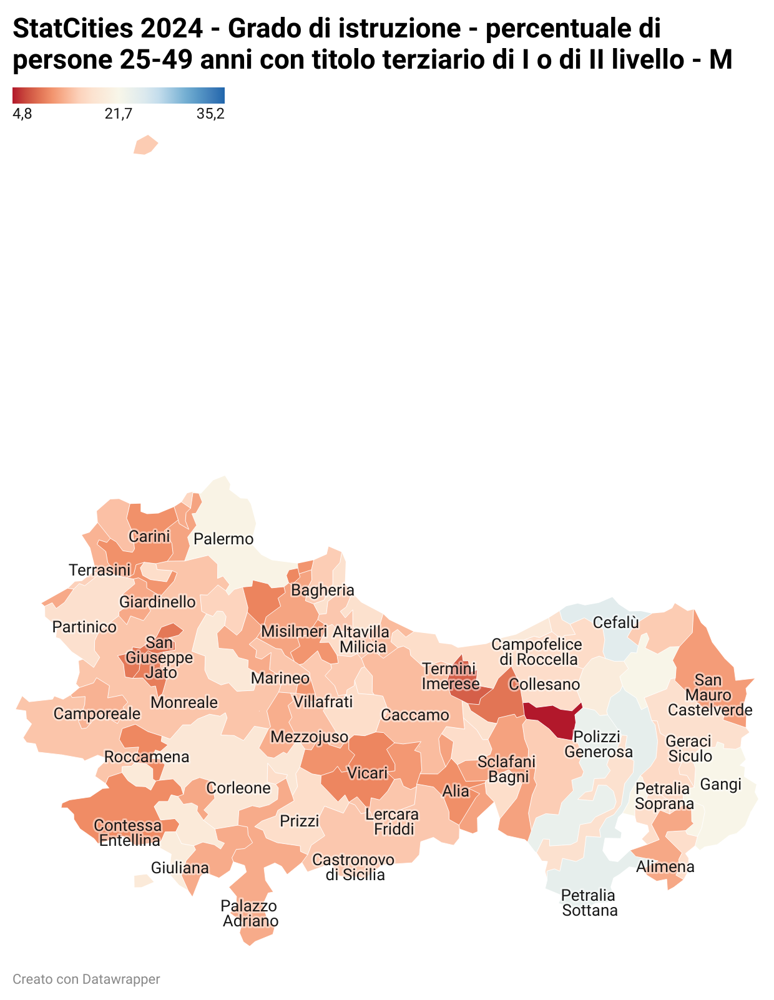 StatCities 2024 - Grado di istruzione - percentuale di
persone 25-49 anni con titolo terziario di I o di II livello - M
4,8
21,7
35,2
Carini
Palermo
Terrasini
Bagheria
Giardinello
Cefalù
Partinico
Misilmeri
Altavilla
Milicia
San
Giuseppe
Jato
Campofelice
di Roccella
Termini
Imerese
Marineo
Collesano
San
Mauro
Castelverde
Monreale
Villafrati
Camporeale
Caccamo
Mezzojuso
Polizzi
Generosa
Geraci
Siculo
Roccamena
Sclafani
Bagni
Vicari
Gangi
Corleone
Alia
Petralia
Soprana
Contessa
Entellina
Prizzi
Lercara
Friddi
Giuliana
Castronovo
di Sicilia
Alimena
Petralia
Sottana
Palazzo
Adriano
Creato con Datawrapper